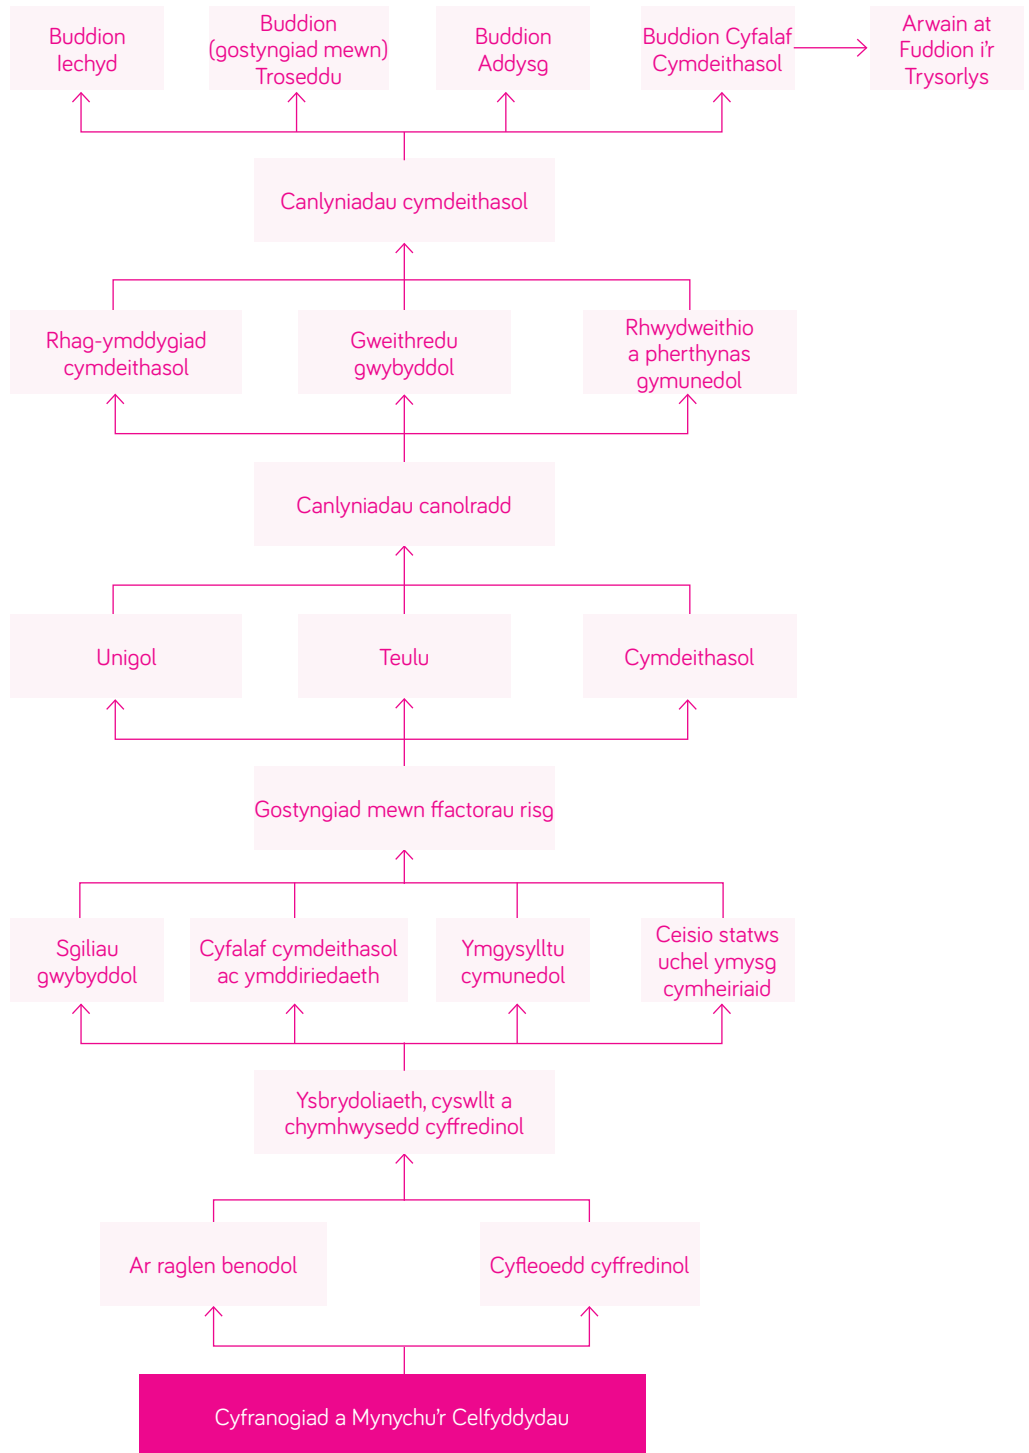 Buddion
Iechyd
Buddion
(gostyngiad mewn)
Troseddu
Buddion
Addysg
Buddion Cyfalaf
Cymdeithasol
Arwain at
Fuddion i'r
Trysorlys
Canlyniadau cymdeithasol
Rhag-ymddygiad
cymdeithasol
Gweithredu
gwybyddol
Rhwydweithio
a pherthynas
gymunedol
Canlyniadau canolradd
Unigol
Teulu
Cymdeithasol
Gostyngiad mewn ffactorau risg
Sgiliau
gwybyddol
Cyfalaf cymdeithasol
ac ymddiriedaeth
Ymgysylltu
cymunedol
Ceisio statws
uchel ymysg
cymheiriaid
Ysbrydoliaeth, cyswllt a
chymhwysedd cyffredinol
Ar raglen benodol
Cyfleoedd cyffredinol
Cyfranogiad a Mynychu'r Celfyddydau